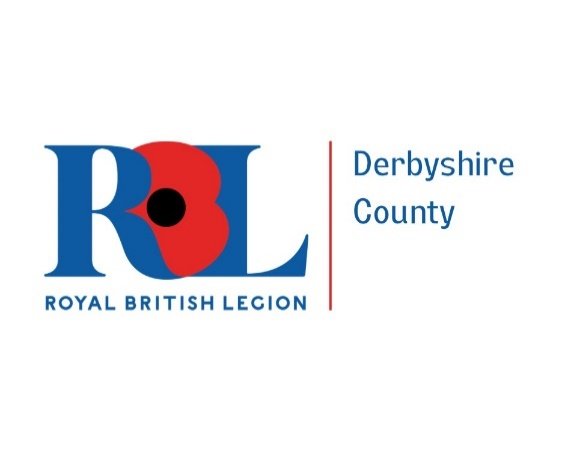 RBL
ROYAL BRITISH LEGION
Derbyshire
County